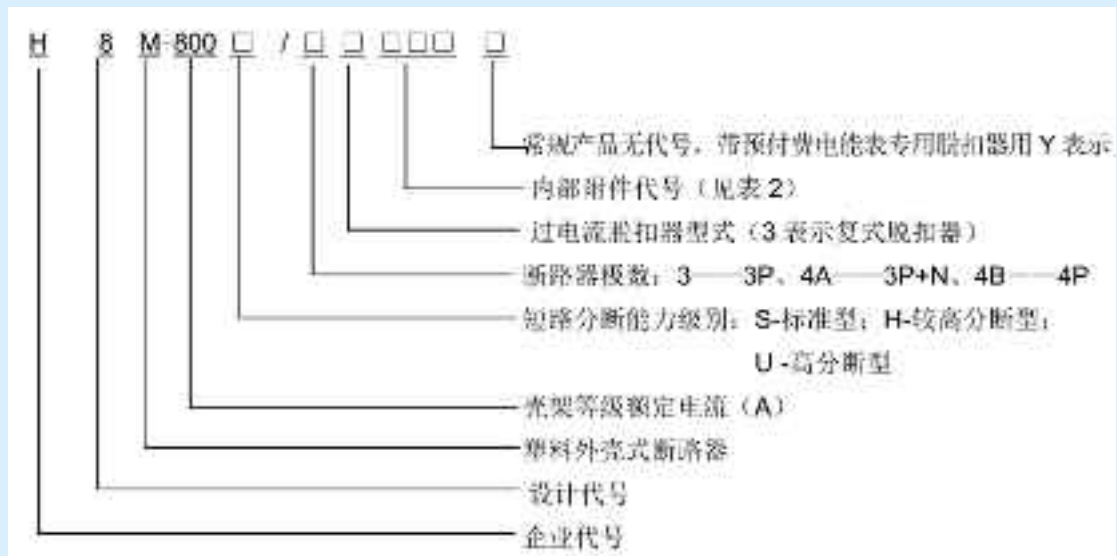 H 8 M-800 □ / □ □ □□□ □
常规产品无代号，带预付费电能表专用脱扣器用 Y 表示
内部附件代号（见表 2）
过电流脱扣器型式（3 表示复式脱扣器）
断路器极数：3——3P、4A——3P+N、4B——4P
短路分断能力级别：S-标准型；H-较高分断型；
U -高分断型
壳架等级额定电流（A）
塑料外壳式断路器
设计代号
企业代号